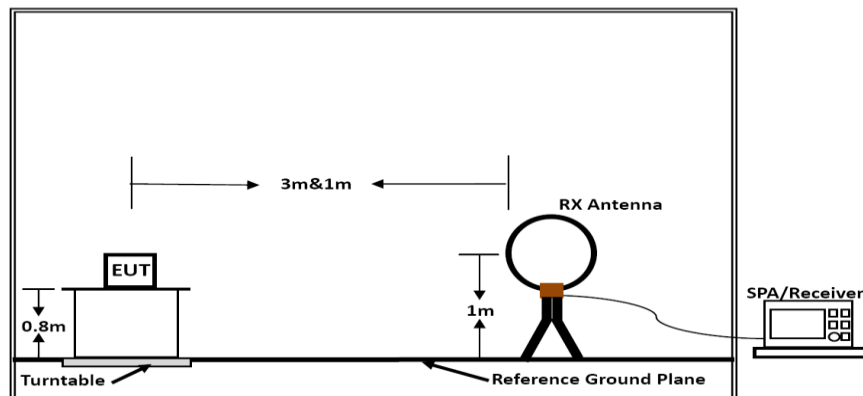 3m&1m
RX Antenna
EUT
SPA/Receiver
0.8m
1m
Turntable
Reference Ground Plane